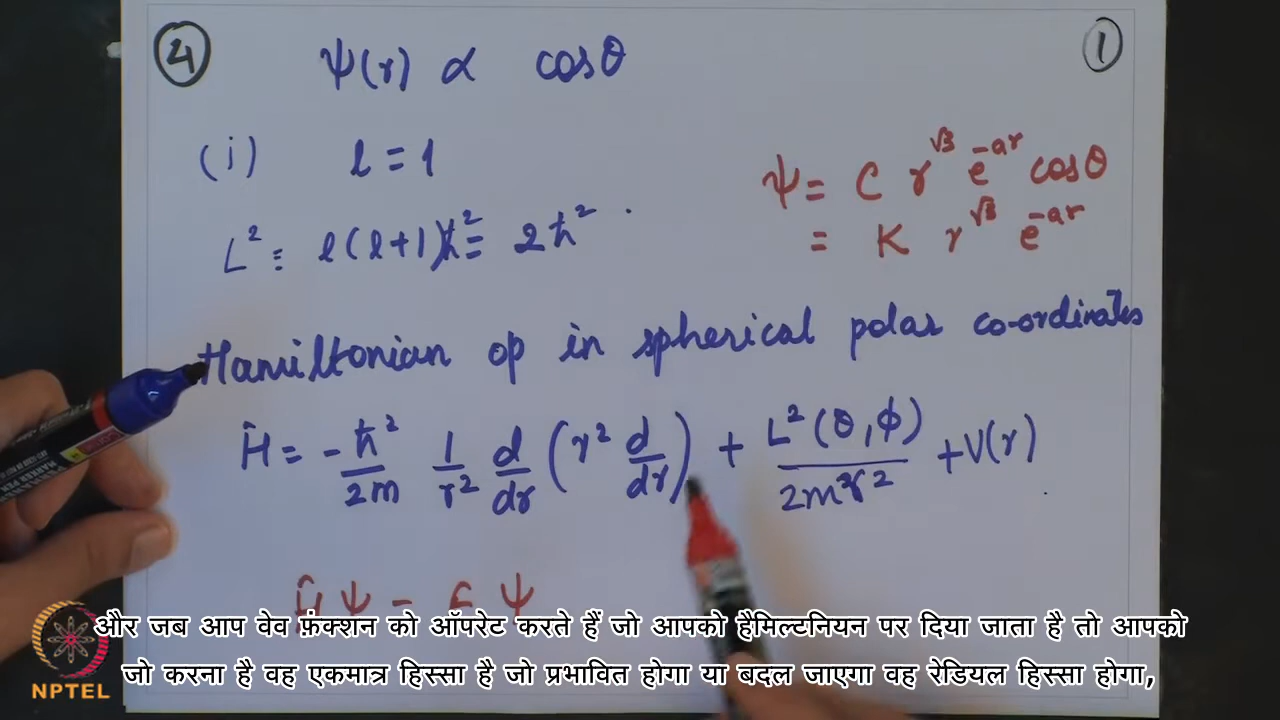 4
1
ψ(r) α cosθ
(i) l = 1
ψ = C r^√3 e^-ar cosθ
L² = l(l+1)ħ² = 2ħ² .
= K r^√3 e^-ar
Hamiltonian op in spherical polar co-ordinates
Ĥ = -ħ²/2m 1/r² d/dr (r² d/dr) + L²(θ,φ)/2mr² + V(r) .
Ĥ ψ = E ψ
और जब आप वेव फ़ंक्शन को ऑपरेट करते हैं जो आपको हैमिल्टनियन पर दिया जाता है तो आपको
जो करना है वह एकमात्र हिस्सा है जो प्रभावित होगा या बदल जाएगा वह रेडियल हिस्सा होगा,
NPTEL